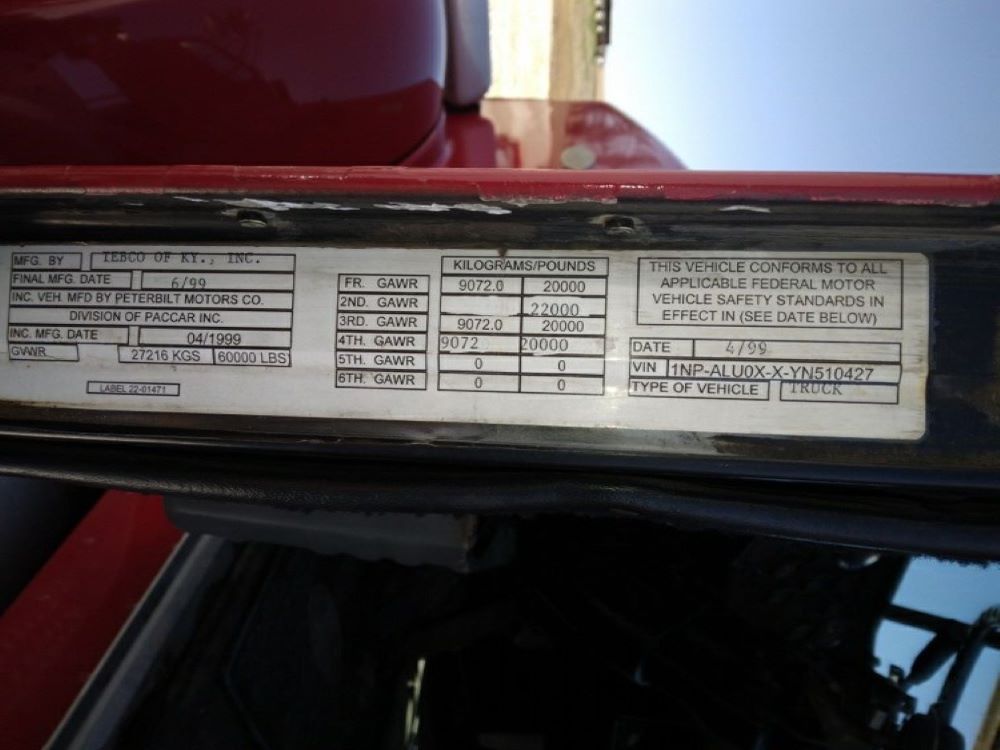 MFG. BY TEBCO OF KY., INC.
FINAL MFG. DATE 6/99
INC. VEH. MFD BY PETERBILT MOTORS CO.
DIVISION OF PACCAR INC.
INC. MFG. DATE 04/1999
GVWR 27216 KGS 60000 LBS
LABEL 22-01471
KILOGRAMS/POUNDS
FR. GAWR 9072.0 20000
2ND. GAWR 22000
3RD. GAWR 9072.0 20000
4TH. GAWR 9072 20000
5TH. GAWR 0 0
6TH. GAWR 0 0
THIS VEHICLE CONFORMS TO ALL
APPLICABLE FEDERAL MOTOR
VEHICLE SAFETY STANDARDS IN
EFFECT IN (SEE DATE BELOW)
DATE 4/99
VIN 1NP-ALU0X-X-YN510427
TYPE OF VEHICLE TRUCK